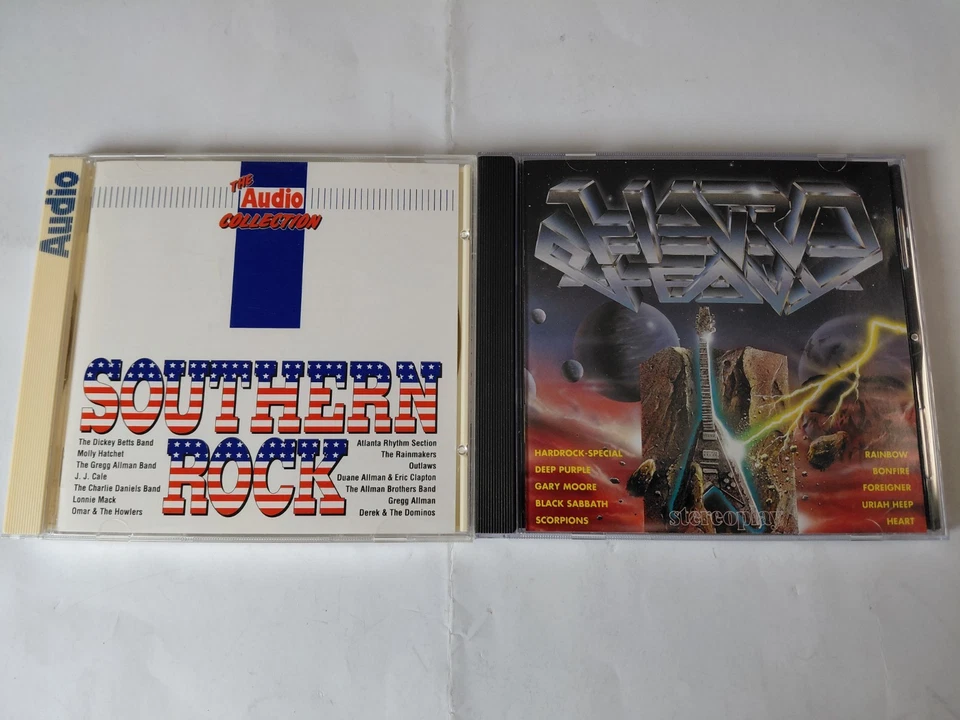 Audio
THE
Audio
COLLECTION
SOUTHERN
ROCK
The Dickey Betts Band
Molly Hatchet
The Gregg Allman Band
J. J. Cale
The Charlie Daniels Band
Lonnie Mack
Omar & The Howlers
Atlanta Rhythm Section
The Rainmakers
Outlaws
Duane Allman & Eric Clapton
The Allman Brothers Band
Gregg Allman
Derek & The Dominos
HARD
& HEAVY
HARDROCK-SPECIAL
DEEP PURPLE
GARY MOORE
BLACK SABBATH
SCORPIONS
RAINBOW
BONFIRE
FOREIGNER
URIAH HEEP
HEART
stereoplay